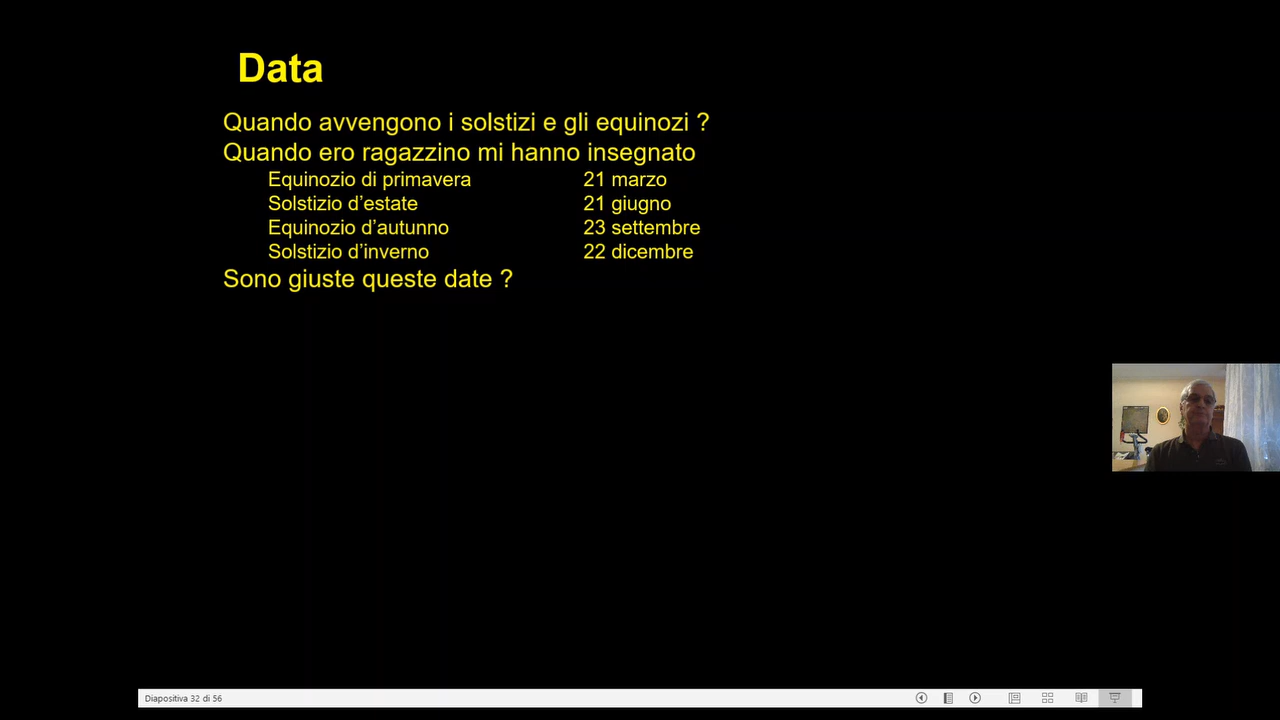 Data
Quando avvengono i solstizi e gli equinozi ?
Quando ero ragazzino mi hanno insegnato
Equinozio di primavera 21 marzo
Solstizio d’estate 21 giugno
Equinozio d’autunno 23 settembre
Solstizio d’inverno 22 dicembre
Sono giuste queste date ?
Diapositiva 32 di 56